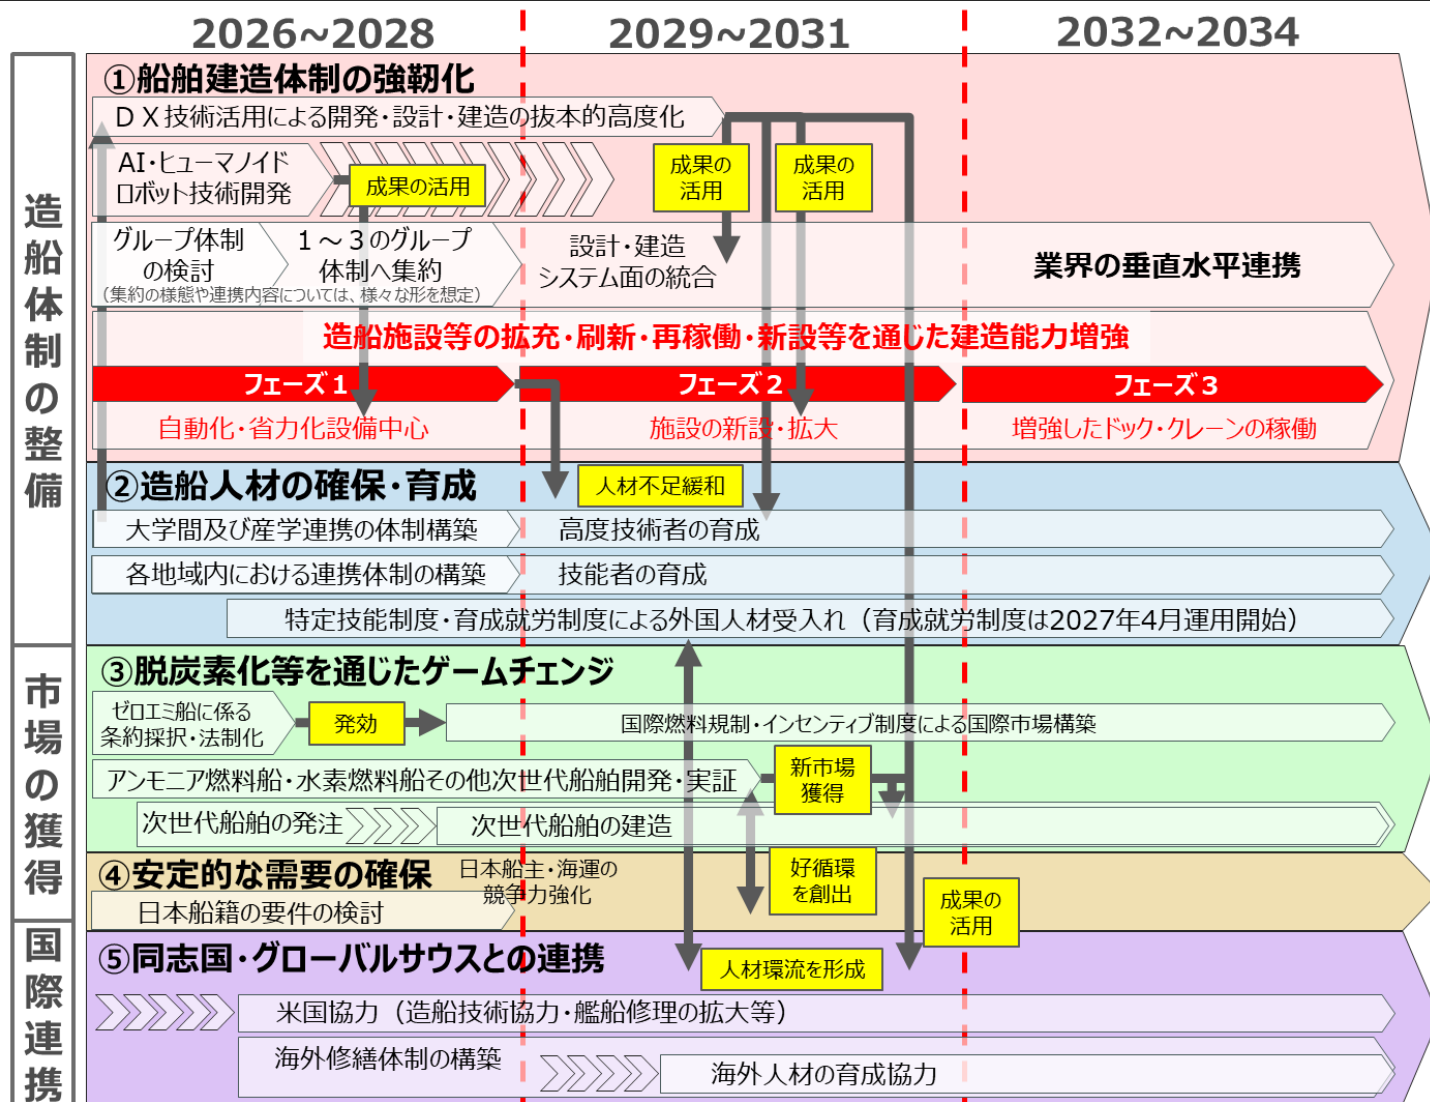 2026~2028
2029~2031
2032~2034
造船体制の整備
①船舶建造体制の強靭化
ＤＸ技術活用による開発・設計・建造の抜本的高度化
AI・ヒューマノイド
ロボット技術開発
成果の活用
成果の
活用
成果の
活用
グループ体制
の検討
１～３のグループ
体制へ集約
（集約の様態や連携内容については、様々な形を想定）
設計・建造
システム面の統合
業界の垂直水平連携
造船施設等の拡充・刷新・再稼働・新設等を通じた建造能力増強
フェーズ１
フェーズ２
フェーズ３
自動化・省力化設備中心
施設の新設・拡大
増強したドック・クレーンの稼働
②造船人材の確保・育成
人材不足緩和
大学間及び産学連携の体制構築
高度技術者の育成
各地域内における連携体制の構築
技能者の育成
特定技能制度・育成就労制度による外国人材受入れ（育成就労制度は2027年4月運用開始）
市場の獲得
③脱炭素化等を通じたゲームチェンジ
ゼロエミ船に係る
条約採択・法制化
発効
国際燃料規制・インセンティブ制度による国際市場構築
アンモニア燃料船・水素燃料船その他次世代船舶開発・実証
新市場
獲得
次世代船舶の発注
次世代船舶の建造
④安定的な需要の確保
日本船主・海運の
競争力強化
好循環
を創出
成果の
活用
日本船籍の要件の検討
国際連携
⑤同志国・グローバルサウスとの連携
人材環流を形成
米国協力（造船技術協力・艦船修理の拡大等）
海外修繕体制の構築
海外人材の育成協力